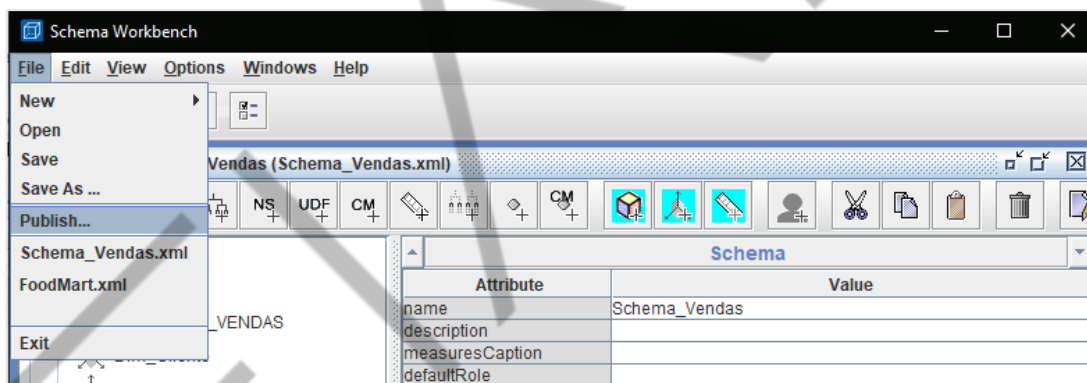 Schema Workbench
File Edit View Options Windows Help
New
Open
Save
Save As ...
Publish...
Schema_Vendas.xml
FoodMart.xml
Exit
Vendas (Schema_Vendas.xml)
NS UDF CM CM
Schema
Attribute Value
name Schema_Vendas
description
measuresCaption
defaultRole
_VENDAS